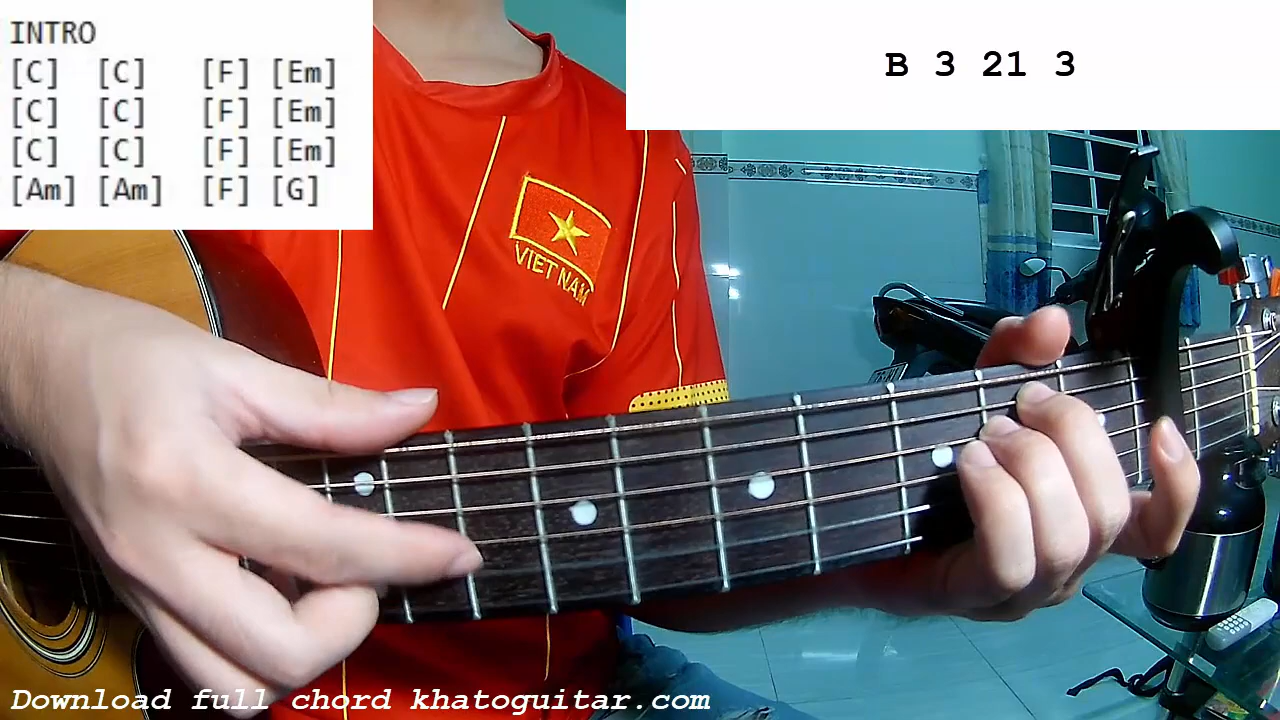 INTRO
[C] [C] [F] [Em]
[C] [C] [F] [Em]
[C] [C] [F] [Em]
[Am] [Am] [F] [G]
B 3 21 3
VIET NAM
Download full chord khatoguitar.com